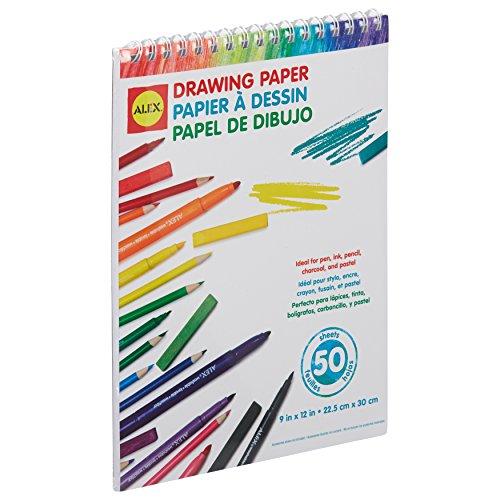 ALEX
DRAWING PAPER
PAPIER À DESSIN
PAPEL DE DIBUJO
Ideal for pen, ink, pencil,
charcoal, and pastel
Idéal pour stylo, encre,
crayon, fusain, et pastel
Perfecto para lápices, tinta,
bolígrafos, carboncillo, y pastel
sheets
50
feuilles hojas
9 in x 12 in • 22.5 cm x 30 cm
ALEX
ALEX